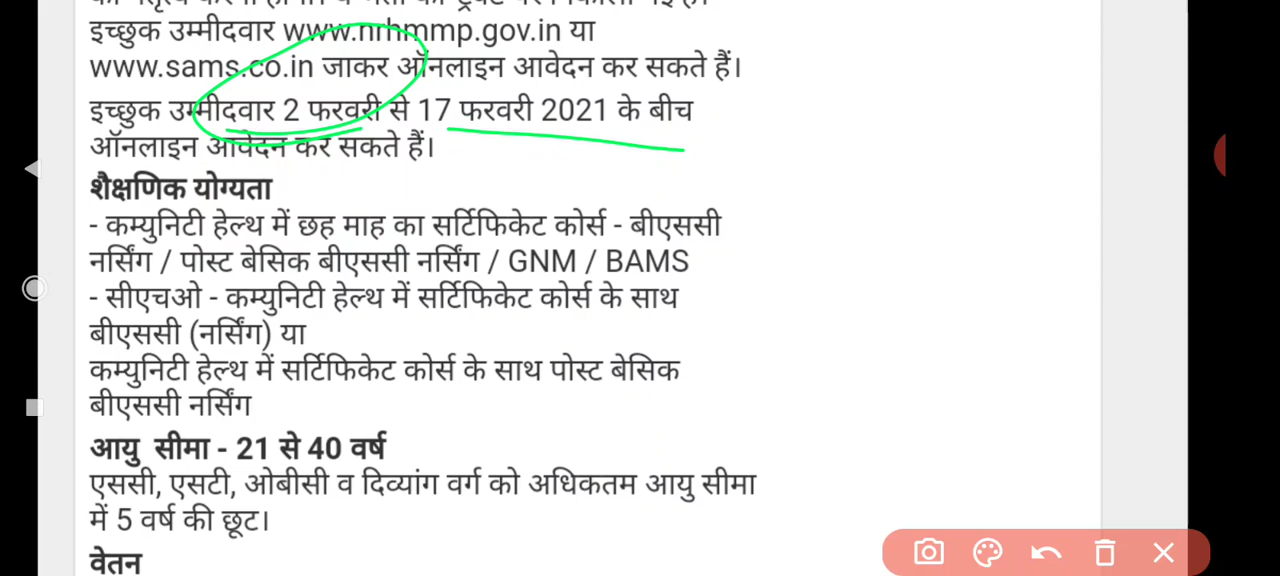 इच्छुक उम्मीदवार www.nrhmmp.gov.in या
www.sams.co.in जाकर ऑनलाइन आवेदन कर सकते हैं।
इच्छुक उम्मीदवार 2 फरवरी से 17 फरवरी 2021 के बीच
ऑनलाइन आवेदन कर सकते हैं।
शैक्षणिक योग्यता
- कम्युनिटी हेल्थ में छह माह का सर्टिफिकेट कोर्स - बीएससी
नर्सिंग / पोस्ट बेसिक बीएससी नर्सिंग / GNM / BAMS
- सीएचओ - कम्युनिटी हेल्थ में सर्टिफिकेट कोर्स के साथ
बीएससी (नर्सिंग) या
कम्युनिटी हेल्थ में सर्टिफिकेट कोर्स के साथ पोस्ट बेसिक
बीएससी नर्सिंग
आयु सीमा - 21 से 40 वर्ष
एससी, एसटी, ओबीसी व दिव्यांग वर्ग को अधिकतम आयु सीमा
में 5 वर्ष की छूट।
वेतन